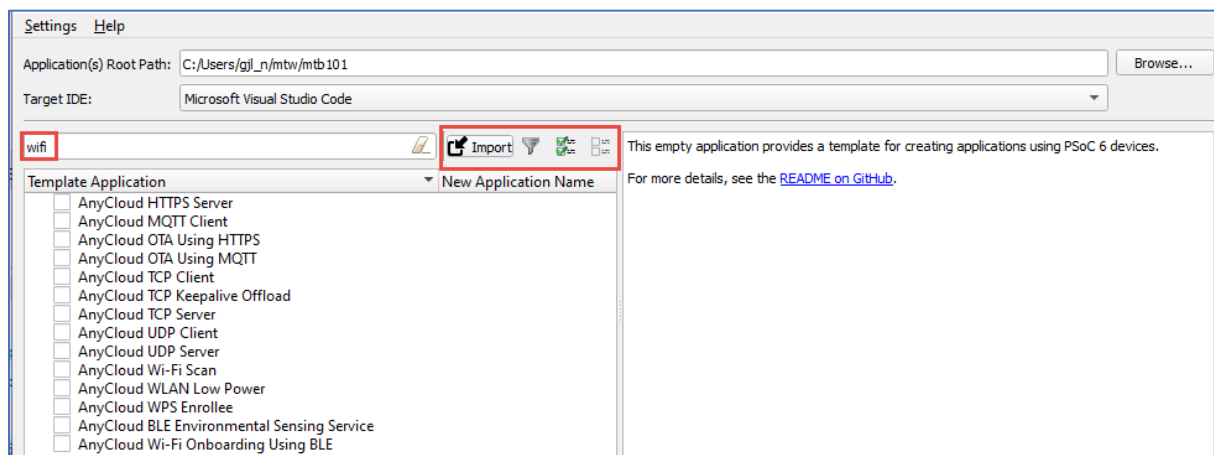 Settings Help
Application(s) Root Path: C:/Users/gjl_n/mtw/mtb101 Browse...
Target IDE: Microsoft Visual Studio Code
wifi Import
Template Application New Application Name
AnyCloud HTTPS Server
AnyCloud MQTT Client
AnyCloud OTA Using HTTPS
AnyCloud OTA Using MQTT
AnyCloud TCP Client
AnyCloud TCP Keepalive Offload
AnyCloud TCP Server
AnyCloud UDP Client
AnyCloud UDP Server
AnyCloud Wi-Fi Scan
AnyCloud WLAN Low Power
AnyCloud WPS Enrollee
AnyCloud BLE Environmental Sensing Service
AnyCloud Wi-Fi Onboarding Using BLE
This empty application provides a template for creating applications using PSoC 6 devices.
For more details, see the README on GitHub.